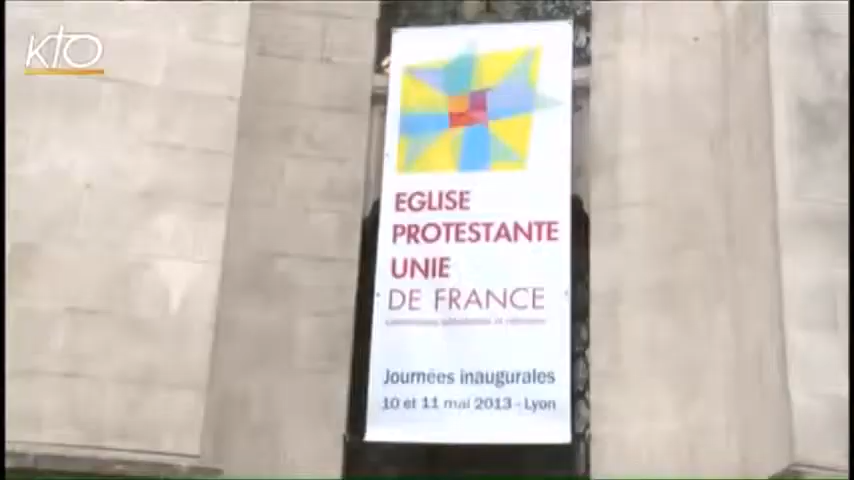 KTO
EGLISE
PROTESTANTE
UNIE
DE FRANCE
Journées inaugurales
10 et 11 mai 2013 - Lyon